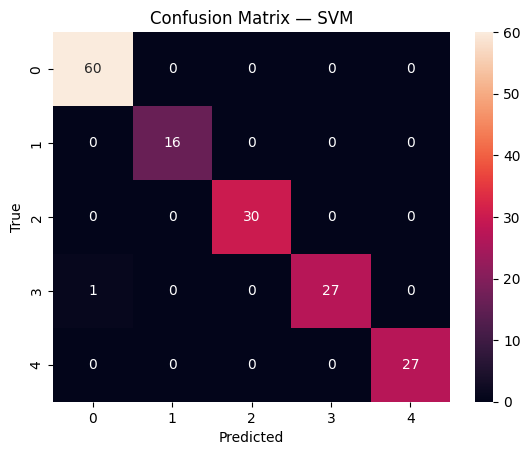 Confusion Matrix — SVM
60
0 60 0 0 0 0
50
1 0 16 0 0 0
40
True
2 0 0 30 0 0
30
20
3 1 0 0 27 0
10
4 0 0 0 0 27
0
0 1 2 3 4
Predicted